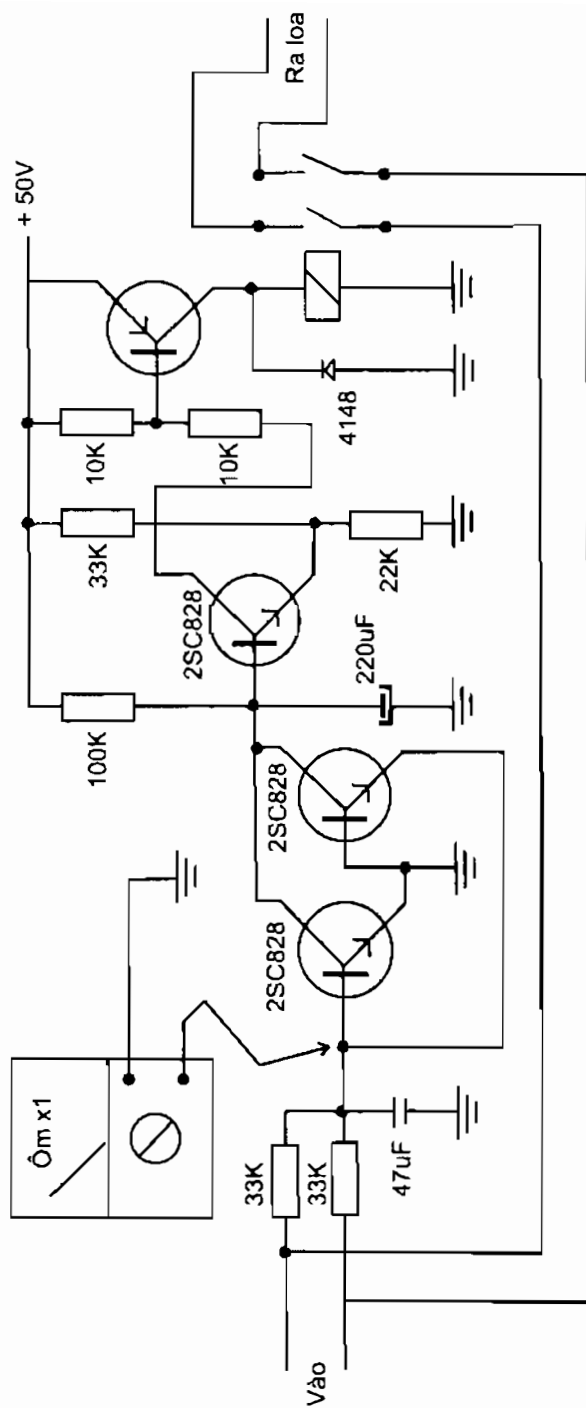 Ôm x1
+ 50V
Ra loa
100K
33K
10K
10K
2SC828
2SC828
2SC828
33K
33K
47uF
220uF
22K
4148
Vào